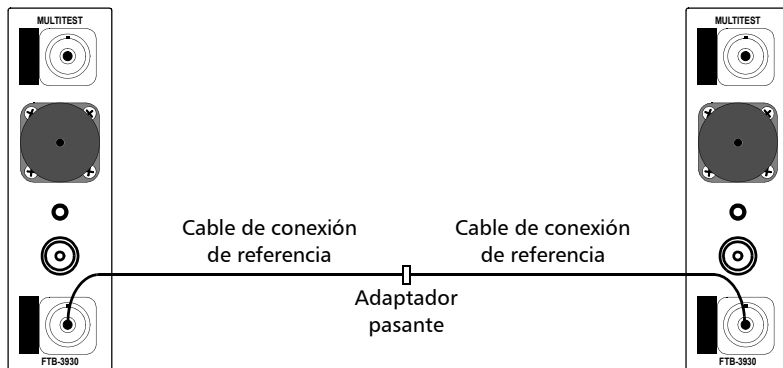 MULTITEST
MULTITEST
Cable de conexión
de referencia
Cable de conexión
de referencia
Adaptador
pasante
FTB-3930
FTB-3930